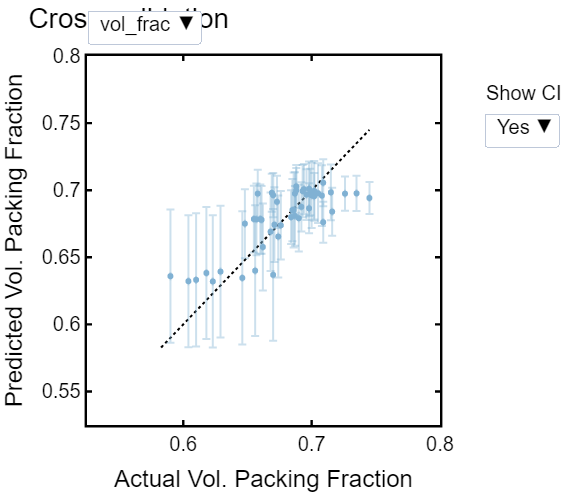 Cross validation
vol_frac ▼
Show CI
Yes ▼
Predicted Vol. Packing Fraction
0.8
0.75
0.7
0.65
0.6
0.55
0.6
0.7
0.8
Actual Vol. Packing Fraction